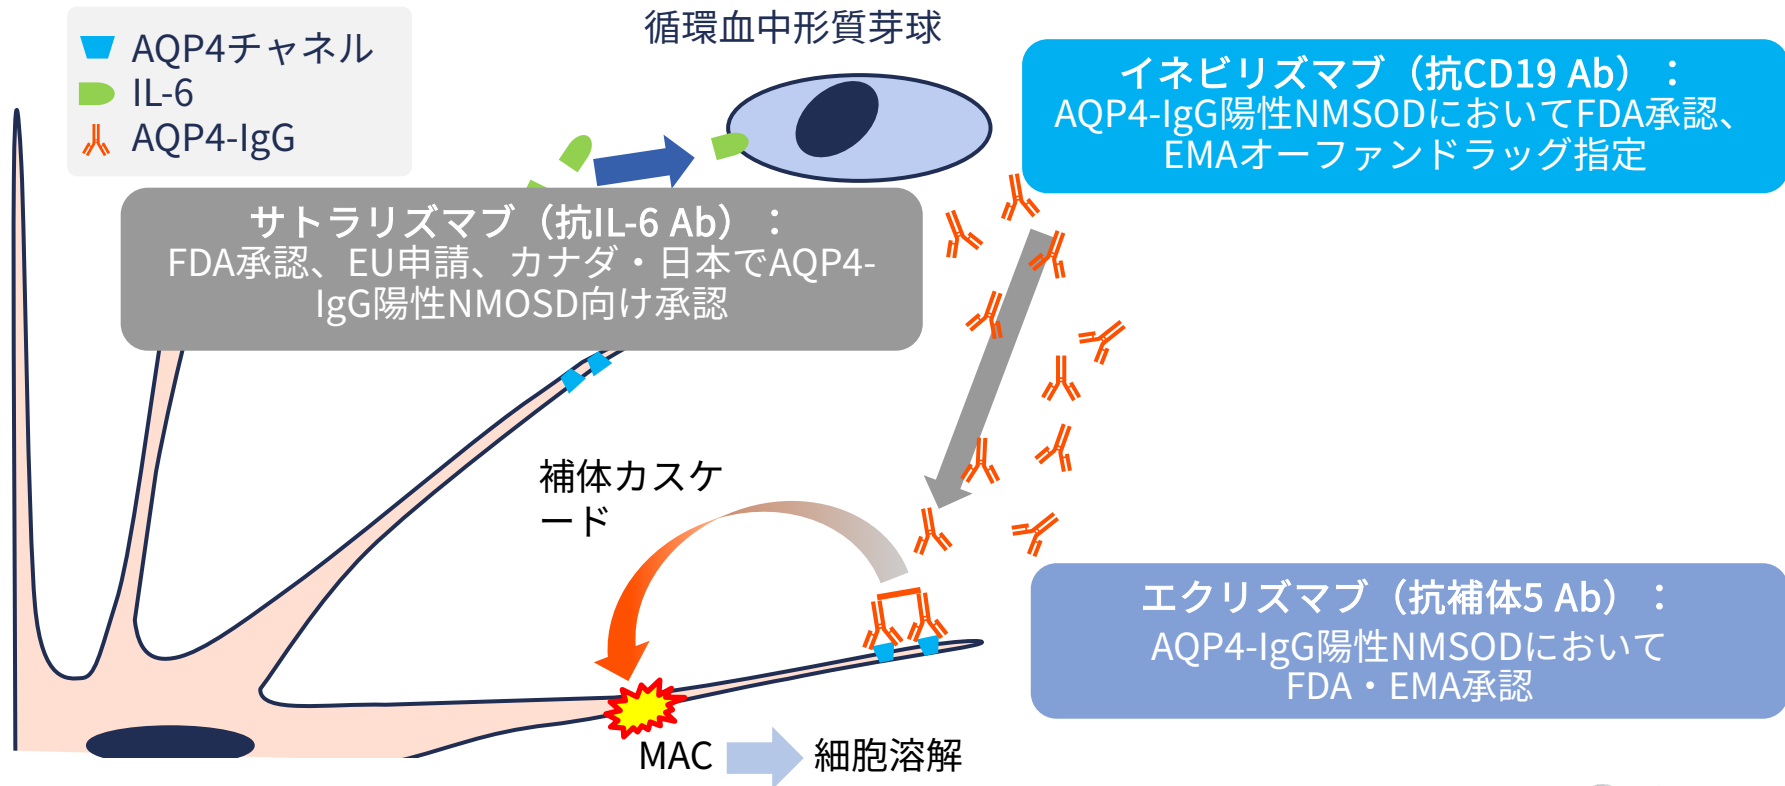 AQP4チャネル
IL-6
AQP4-IgG
循環血中形質芽球
イネビリズマブ（抗CD19 Ab）：
AQP4-IgG陽性NMSODにおいてFDA承認、
EMAオーファンドラッグ指定
サトラリズマブ（抗IL-6 Ab）：
FDA承認、EU申請、カナダ・日本でAQP4-
IgG陽性NMOSD向け承認
補体カスケ
ード
エクリズマブ（抗補体5 Ab）：
AQP4-IgG陽性NMSODにおいて
FDA・EMA承認
MAC
細胞溶解